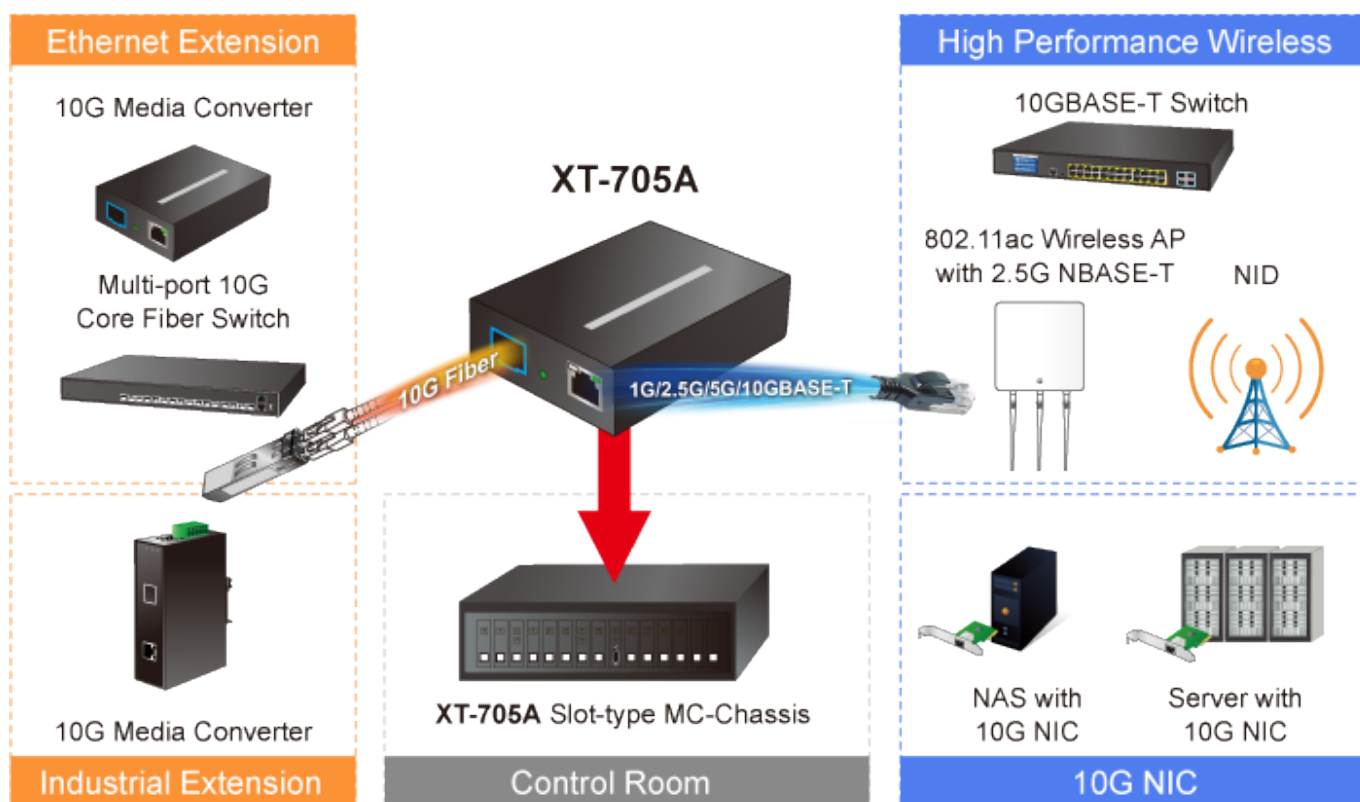 Ethernet Extension
10G Media Converter
Multi-port 10G
Core Fiber Switch
10G Media Converter
Industrial Extension
XT-705A
10G Fiber
1G/2.5G/5G/10GBASE-T
XT-705A Slot-type MC-Chassis
Control Room
High Performance Wireless
10GBASE-T Switch
802.11ac Wireless AP
with 2.5G NBASE-T
NID
NAS with
10G NIC
Server with
10G NIC
10G NIC